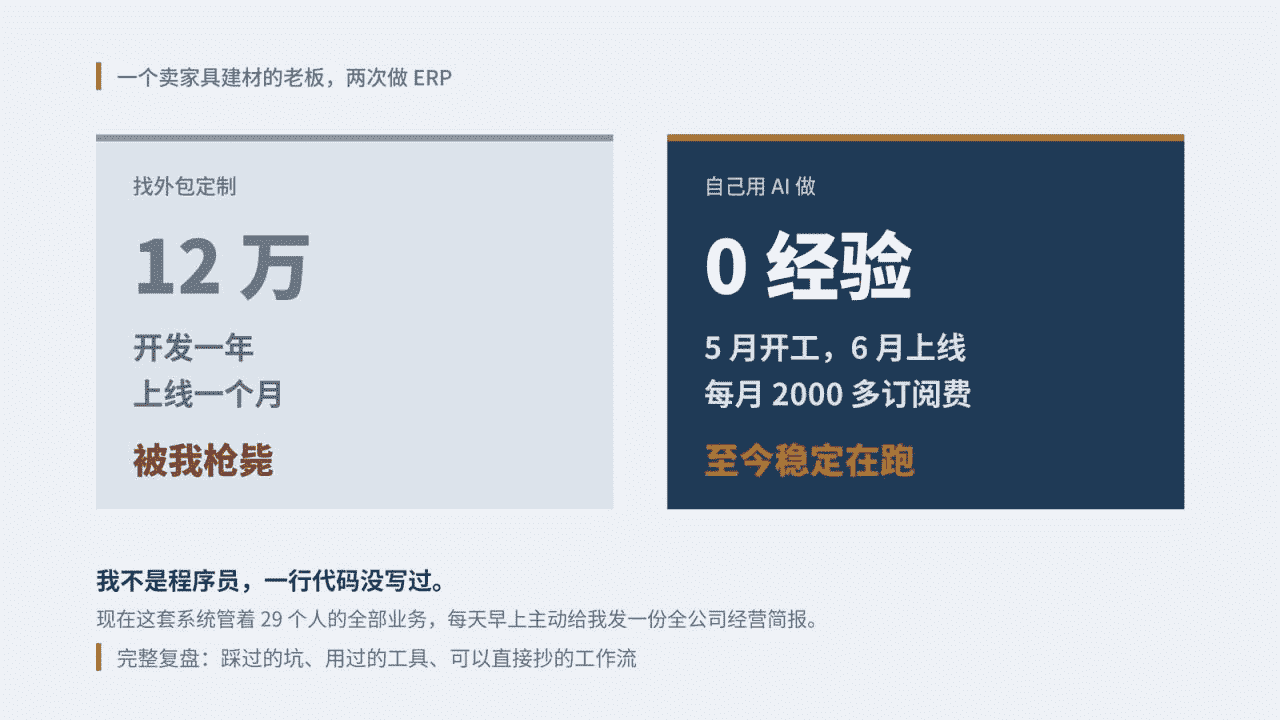 一个卖家具建材的老板，两次做 ERP
找外包定制
12 万
开发一年
上线一个月
被我枪毙
自己用 AI 做
0 经验
5 月开工，6 月上线
每月 2000 多订阅费
至今稳定在跑
我不是程序员，一行代码没写过。
现在这套系统管着 29 个人的全部业务，每天早上主动给我发一份全公司经营简报。
完整复盘：踩过的坑、用过的工具、可以直接抄的工作流